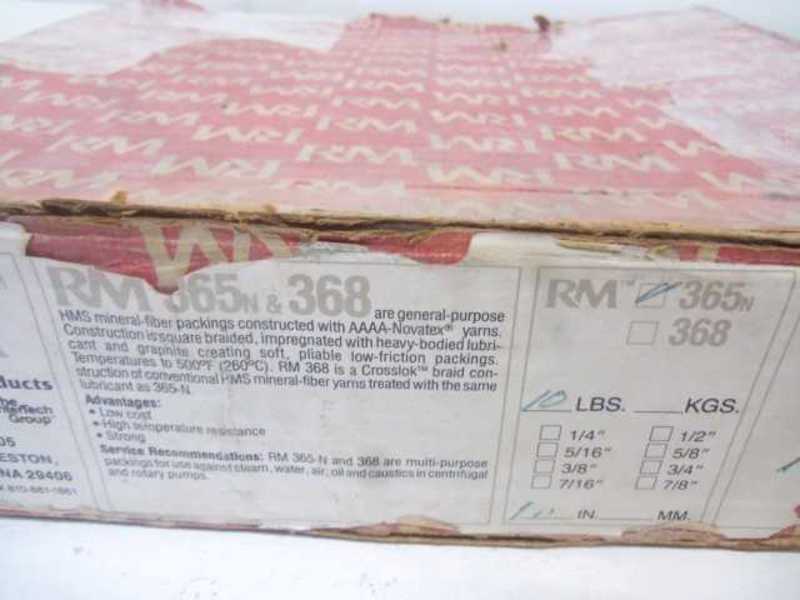 RM RM RM RM
RM 365N & 368 are general-purpose
HMS mineral-fiber packings constructed with AAAA-Novatex® yarns.
Construction is square braided, impregnated with heavy-bodied lubri-
cant and graphite creating soft, pliable low-friction packings.
Temperatures to 500°F (260°C). RM 368 is a Crosslok™ braid con-
struction of conventional HMS mineral-fiber yarns treated with the same
lubricant as 365-N.
Advantages:
• Low cost
• High temperature resistance
• Strong
Service Recommendations: RM 365-N and 368 are multi-purpose
packings for use against steam, water, air, oil and caustics in centrifugal
and rotary pumps.
ducts
Group
ESTON,
NA 29406
RM™ 365N
368
10 LBS. KGS.
1/4" 1/2"
5/16" 5/8"
3/8" 3/4"
7/16" 7/8"
IN. MM.